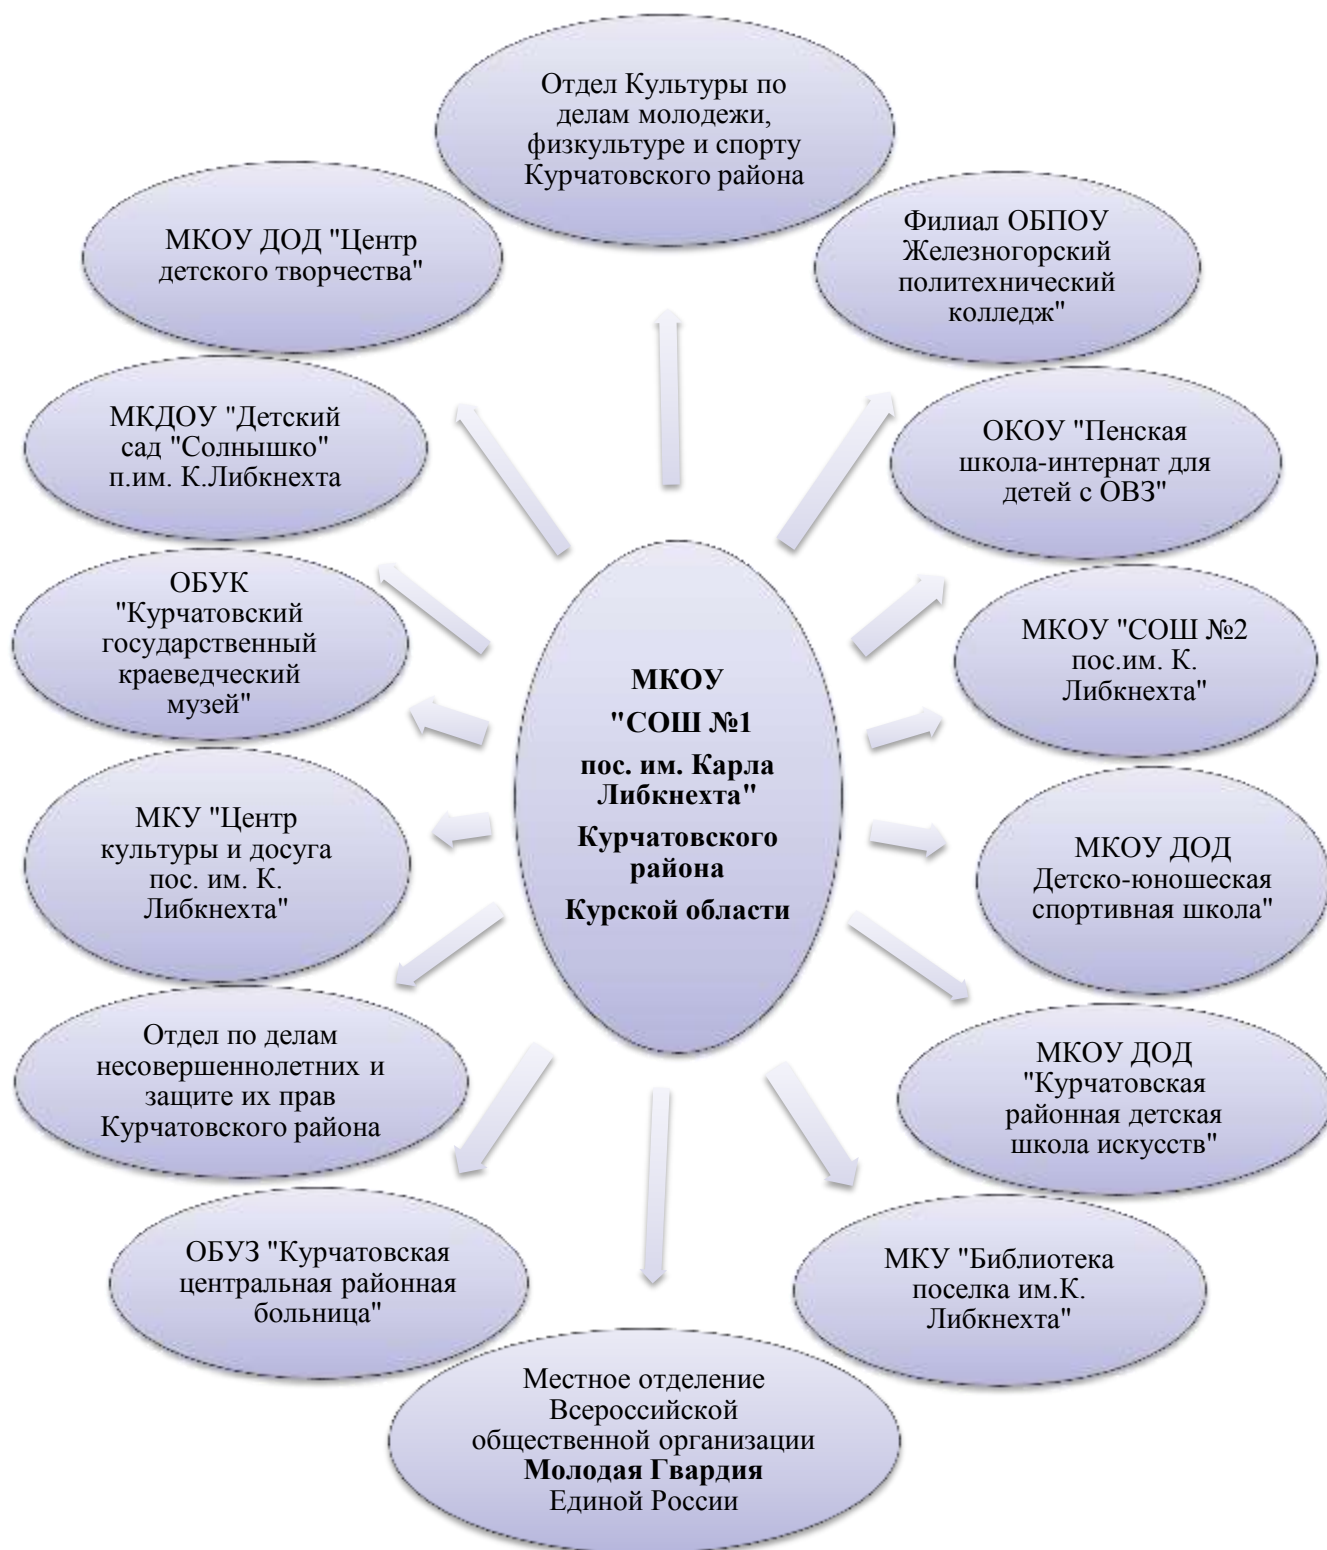 Отдел Культуры по
делам молодежи,
физкультуре и спорту
Курчатовского района
Филиал ОБПОУ
Железногорский
политехнический
колледж"
ОКОУ "Пенская
школа-интернат для
детей с ОВЗ"
МКОУ "СОШ №2
пос.им. К.
Либкнехта"
МКОУ ДОД
Детско-юношеская
спортивная школа"
МКОУ ДОД
"Курчатовская
районная детская
школа искусств"
МКУ "Библиотека
поселка им.К.
Либкнехта"
Местное отделение
Всероссийской
общественной организации
Молодая Гвардия
Единой России
ОБУЗ "Курчатовская
центральная районная
больница"
Отдел по делам
несовершеннолетних и
защите их прав
Курчатовского района
МКУ "Центр
культуры и досуга
пос. им. К.
Либкнехта"
ОБУК
"Курчатовский
государственный
краеведческий
музей"
МКДОУ "Детский
сад "Солнышко"
п.им. К.Либкнехта
МКОУ ДОД "Центр
детского творчества"
МКОУ
"СОШ №1
пос. им. Карла
Либкнехта"
Курчатовского
района
Курской области